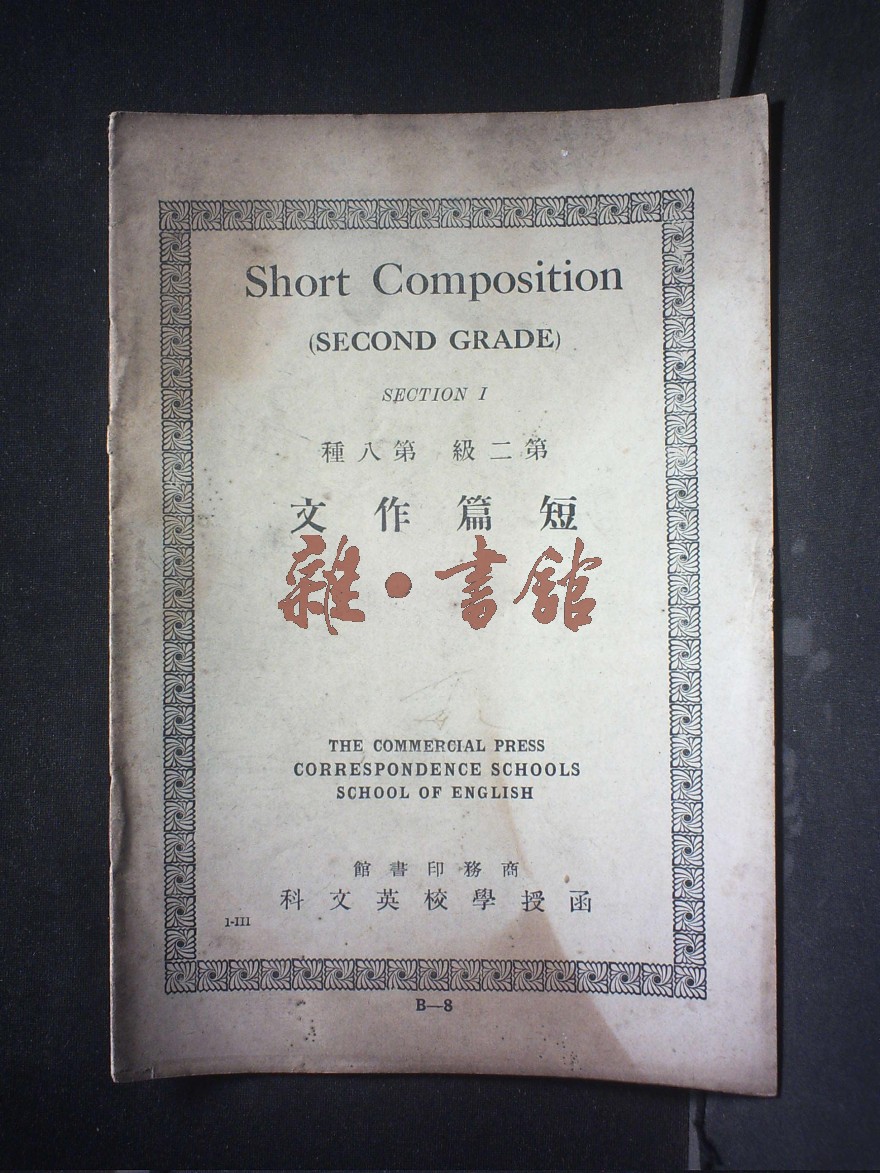 Short Composition
(SECOND GRADE)
SECTION I
第二級 第八種
短篇作文
雜·書館
THE COMMERCIAL PRESS
CORRESPONDENCE SCHOOLS
SCHOOL OF ENGLISH
商務印書館
函授學校英文科
1-III
B—8